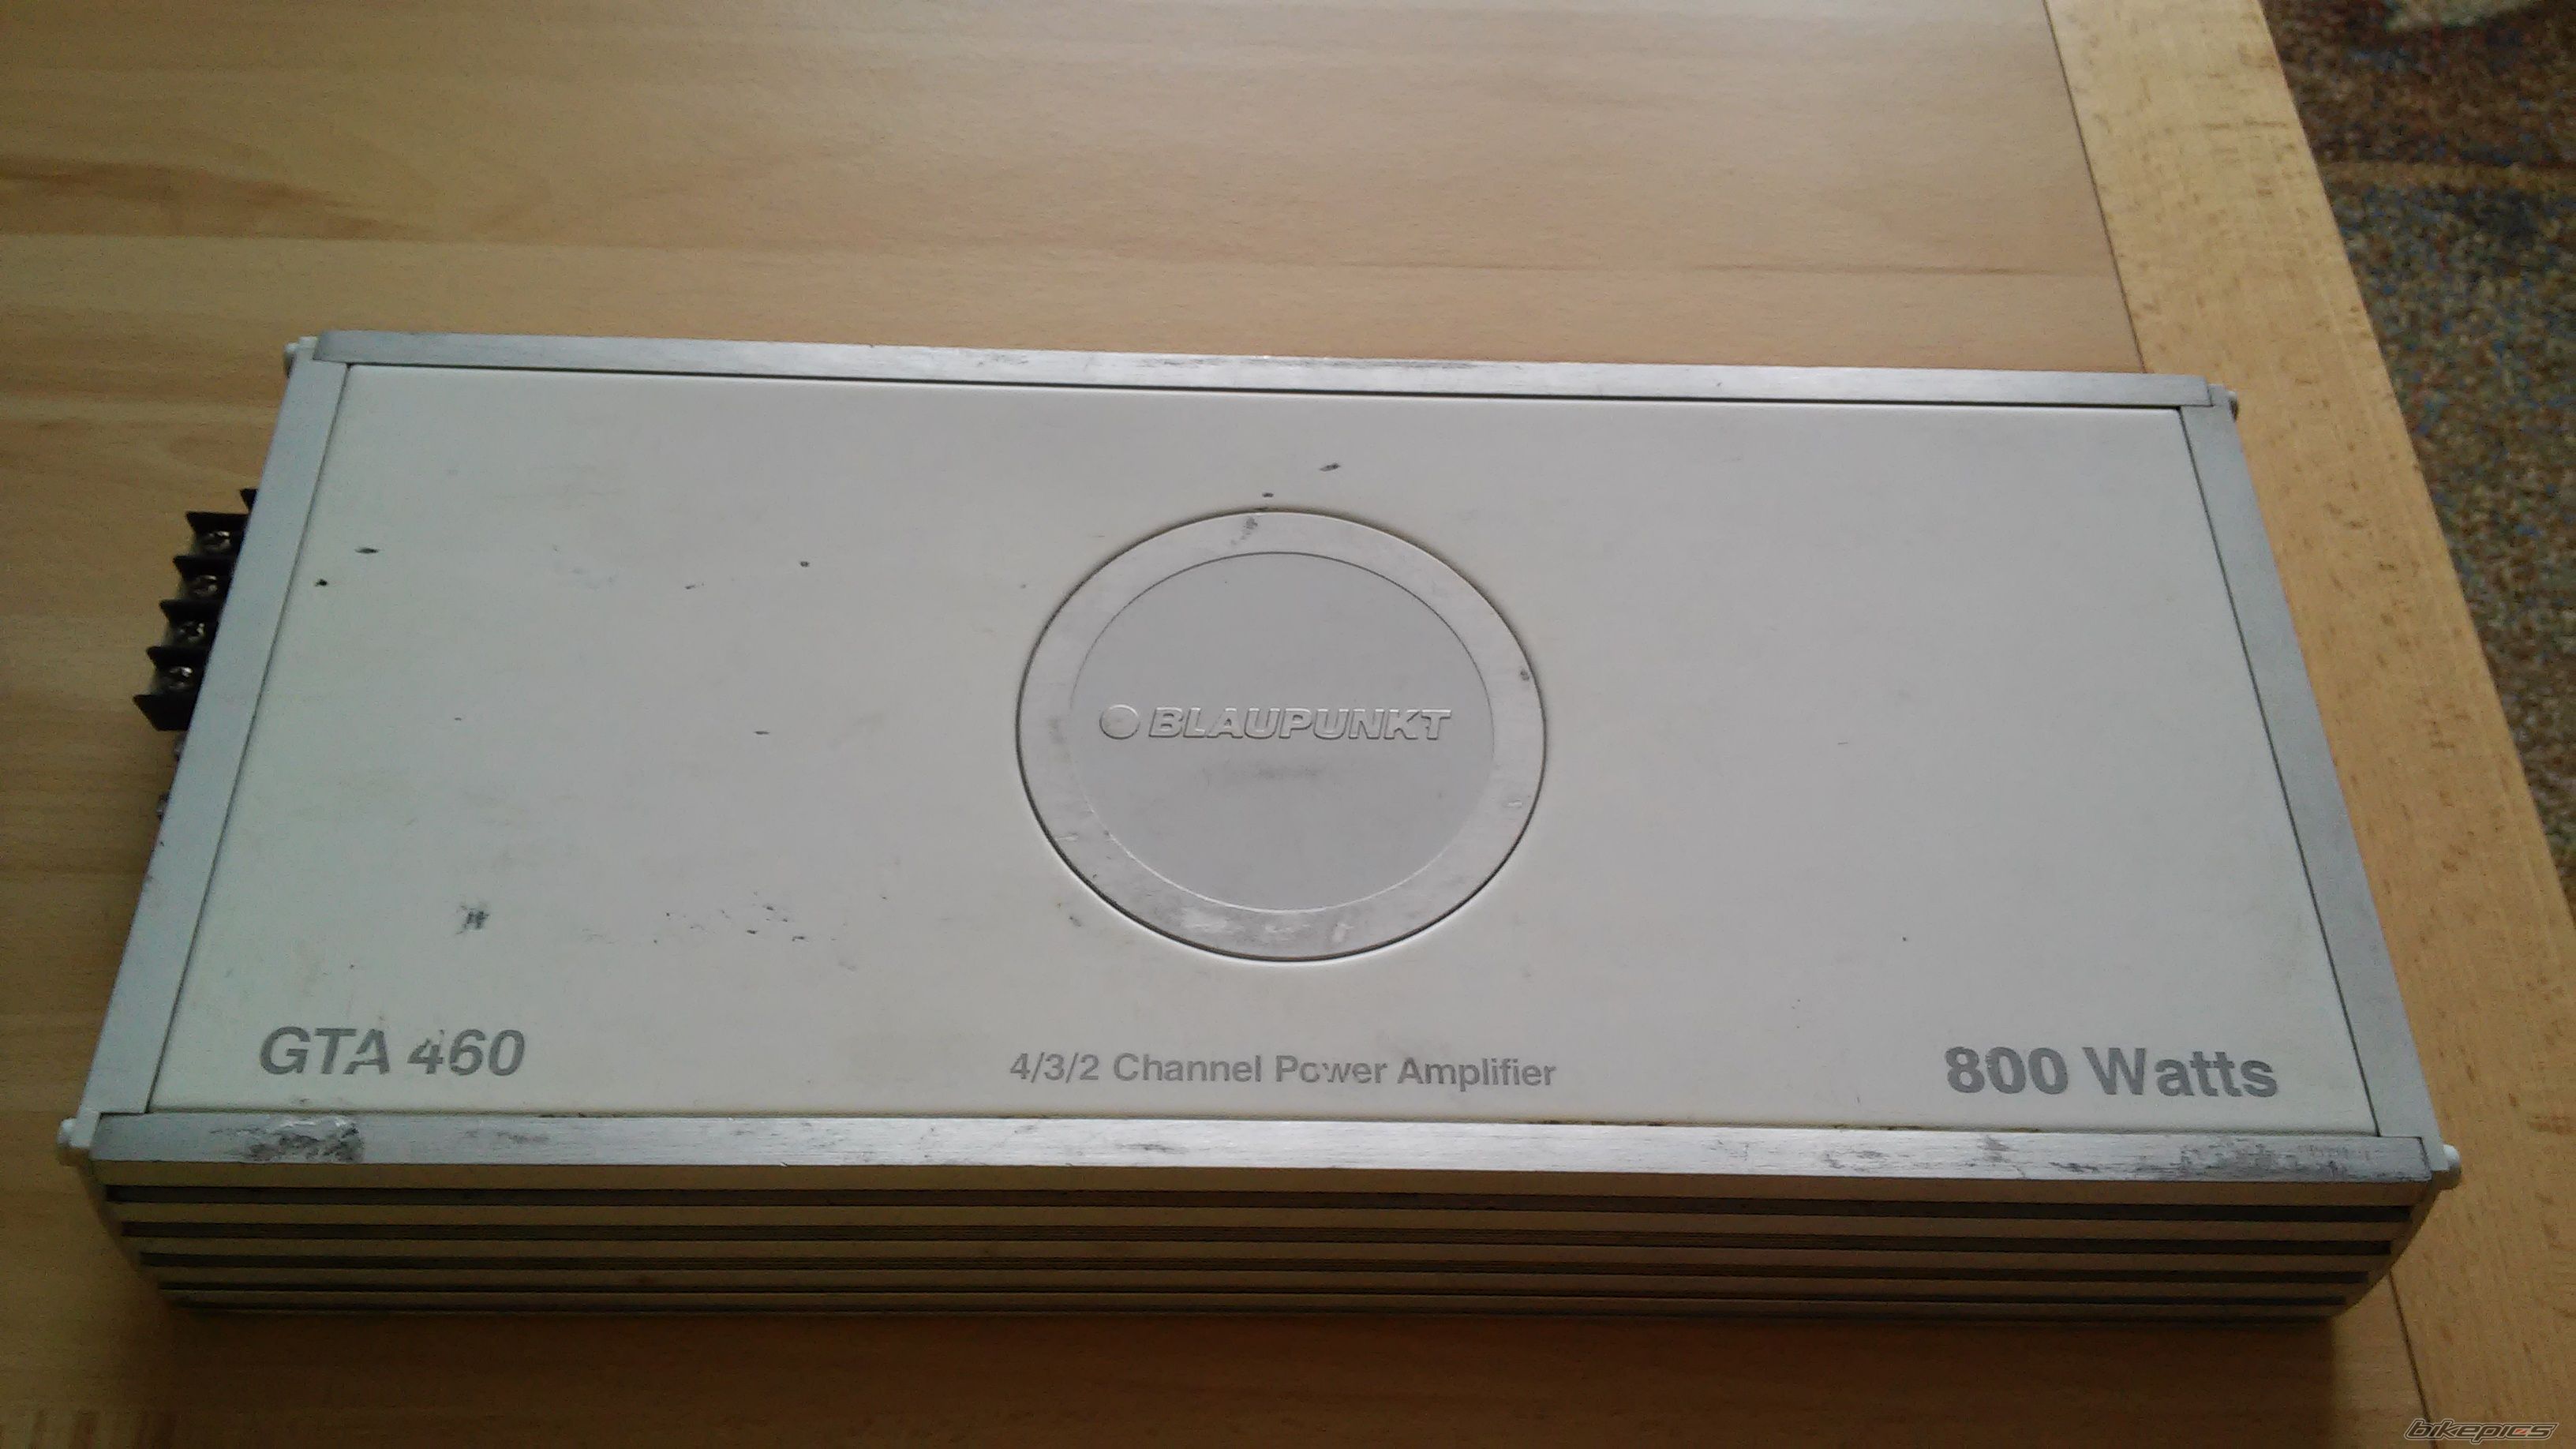 BLAUPUNKT
GTA 460
4/3/2 Channel Power Amplifier
800 Watts
bikepics